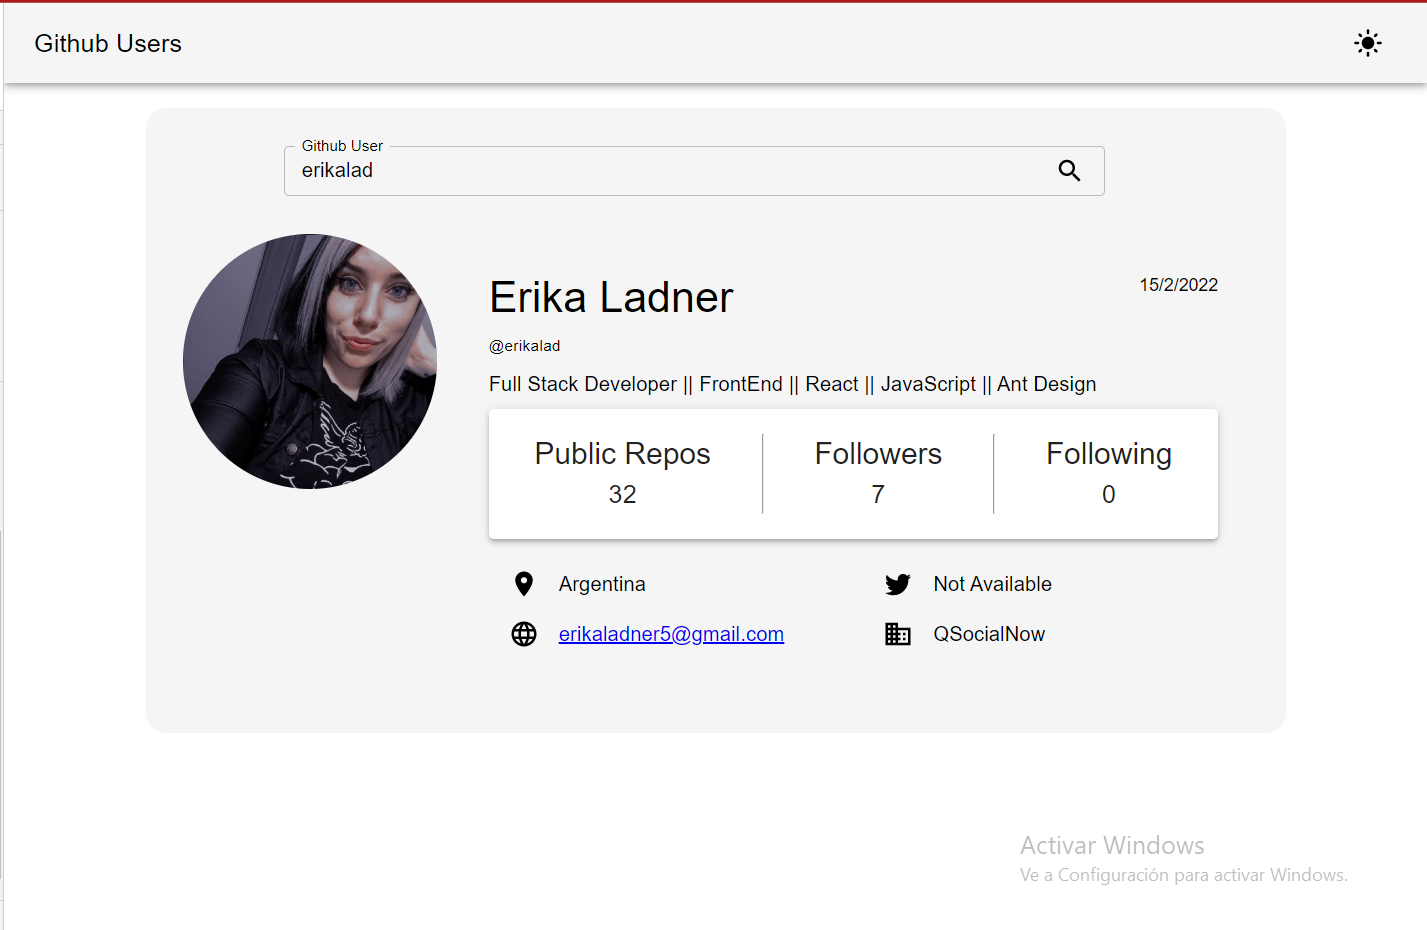 Github Users
Github User
erikalad
Erika Ladner
15/2/2022
@erikalad
Full Stack Developer || FrontEnd || React || JavaScript || Ant Design
Public Repos
32
Followers
7
Following
0
Argentina
Not Available
erikaladner5@gmail.com
QSocialNow
Activar Windows
Ve a Configuración para activar Windows.